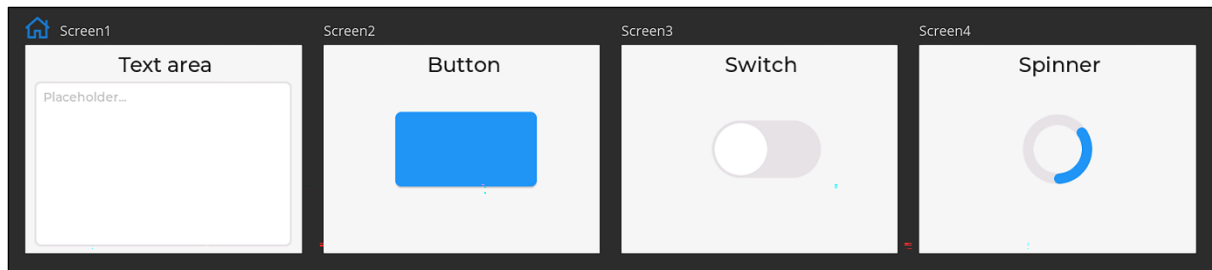 Screen1
Screen2
Screen3
Screen4
Text area
Button
Switch
Spinner
Placeholder...